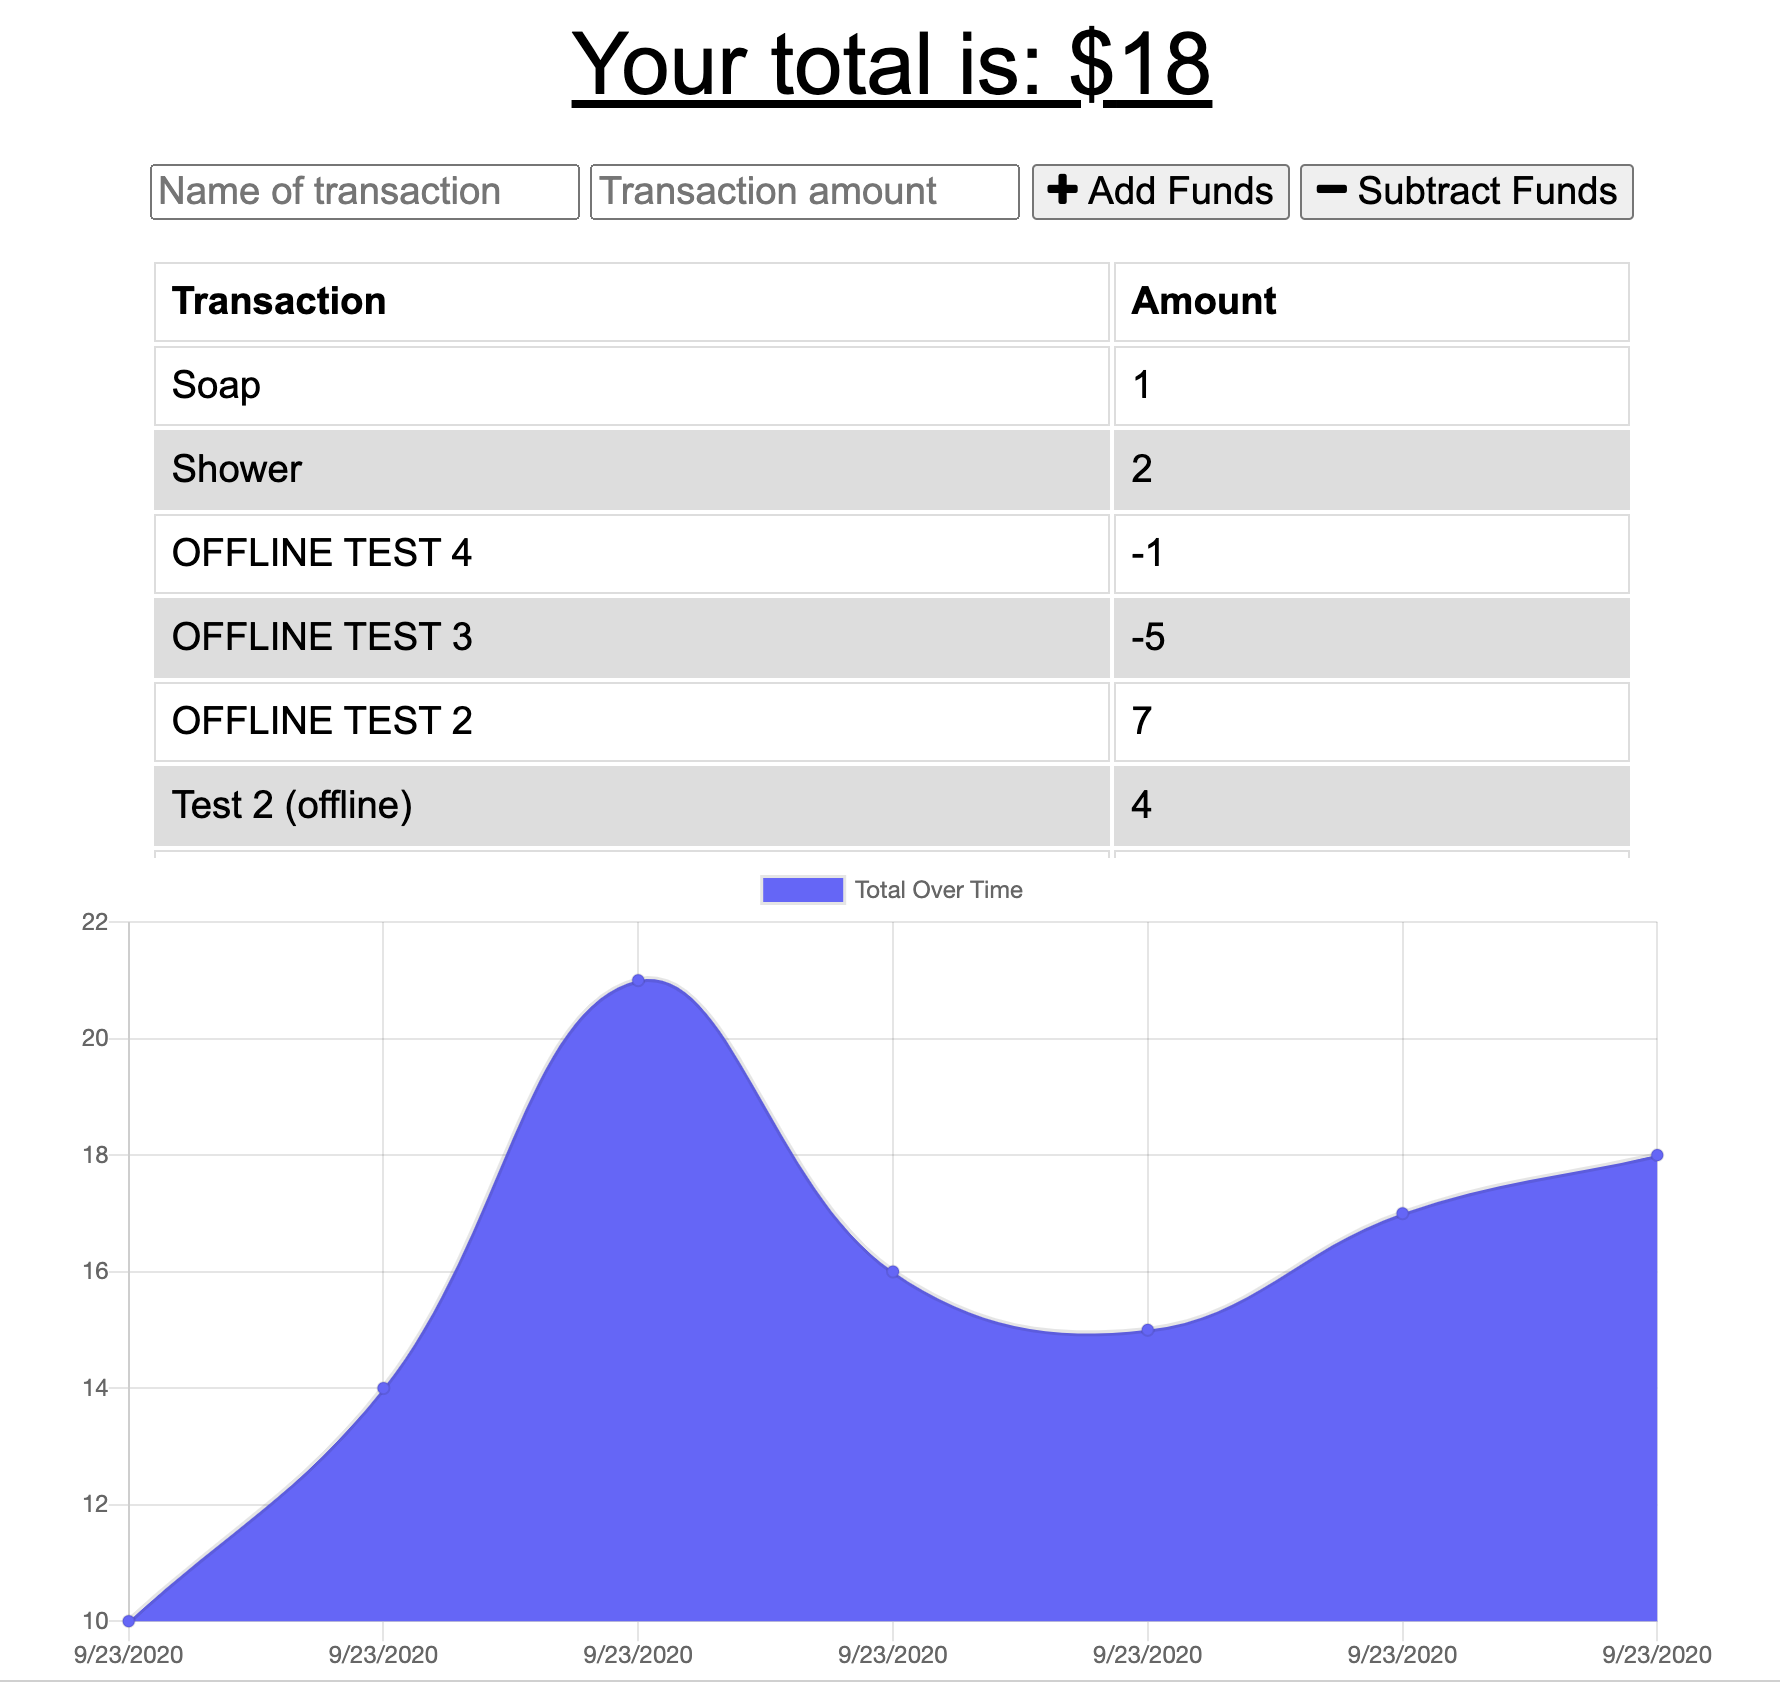 Your total is: $18
Name of transaction Transaction amount Add Funds Subtract Funds
Transaction Amount
Soap 1
Shower 2
OFFLINE TEST 4 -1
OFFLINE TEST 3 -5
OFFLINE TEST 2 7
Test 2 (offline) 4
Total Over Time
22
20
18
16
14
12
10
9/23/2020 9/23/2020 9/23/2020 9/23/2020 9/23/2020 9/23/2020 9/23/2020